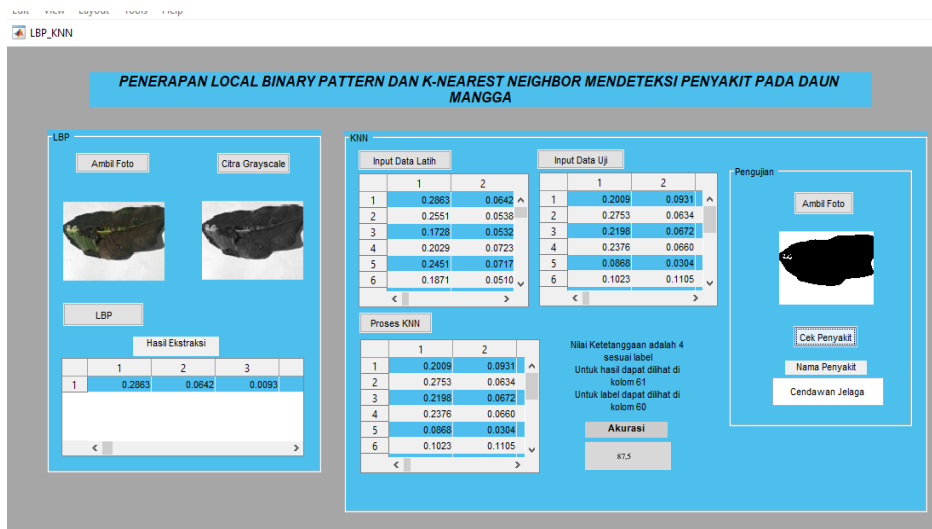 Edit View Layout Tools Help
LBP_KNN
PENERAPAN LOCAL BINARY PATTERN DAN K-NEAREST NEIGHBOR MENDETEKSI PENYAKIT PADA DAUN
MANGGA
LBP
Ambil Foto
Citra Grayscale
LBP
Hasil Ekstraksi
1 2 3
1 0.2863 0.0642 0.0093
KNN
Input Data Latih
1 2
1 0.2863 0.0642
2 0.2551 0.0538
3 0.1728 0.0532
4 0.2029 0.0723
5 0.2451 0.0717
6 0.1871 0.0510
Input Data Uji
1 2
1 0.2009 0.0931
2 0.2753 0.0634
3 0.2198 0.0672
4 0.2376 0.0660
5 0.0868 0.0304
6 0.1023 0.1105
Proses KNN
1 2
1 0.2009 0.0931
2 0.2753 0.0634
3 0.2198 0.0672
4 0.2376 0.0660
5 0.0868 0.0304
6 0.1023 0.1105
Nilai Ketetanggaan adalah 4
sesuai label
Untuk hasil dapat dilihat di
kolom 61
Untuk label dapat dilihat di
kolom 60
Akurasi
87,5
Pengujian
Ambil Foto
Cek Penyakit
Nama Penyakit
Cendawan Jelaga